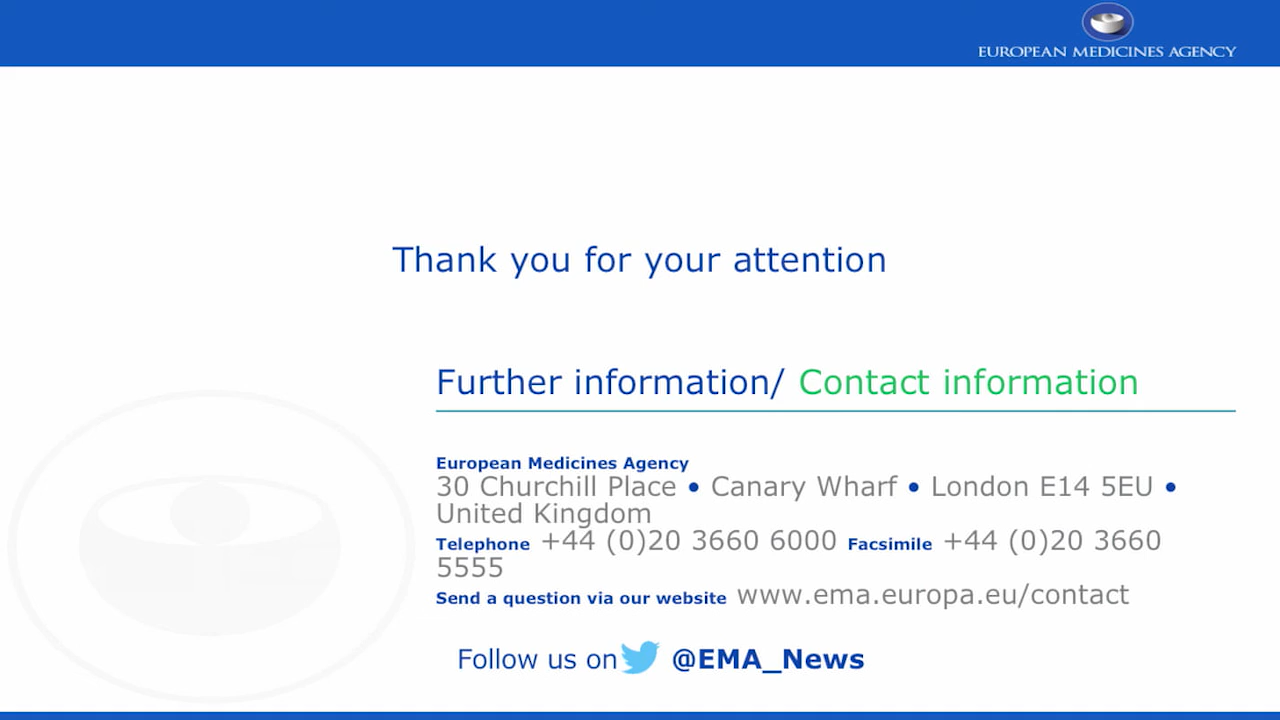 EUROPEAN MEDICINES AGENCY
Thank you for your attention
Further information/ Contact information
European Medicines Agency
30 Churchill Place • Canary Wharf • London E14 5EU •
United Kingdom
Telephone +44 (0)20 3660 6000 Facsimile +44 (0)20 3660
5555
Send a question via our website www.ema.europa.eu/contact
Follow us on @EMA_News